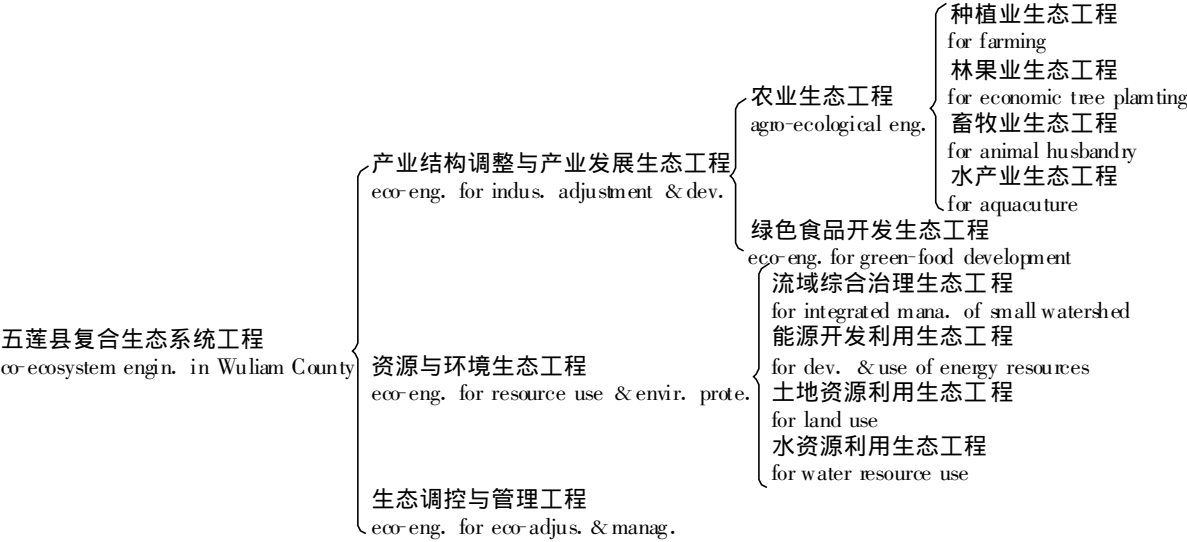 五莲县复合生态系统工程
co-ecosystem engin. in Wuliam County
产业结构调整与产业发展生态工程
eco-eng. for indus. adjustment & dev.
农业生态工程
agro-ecological eng.
种植业生态工程
for farming
林果业生态工程
for economic tree plamting
畜牧业生态工程
for animal husbandry
水产业生态工程
for aquacuture
绿色食品开发生态工程
eco-eng. for green-food development
资源与环境生态工程
eco-eng. for resource use & envir. prote.
流域综合治理生态工程
for integrated mana. of small watershed
能源开发利用生态工程
for dev. & use of energy resources
土地资源利用生态工程
for land use
水资源利用生态工程
for water resource use
生态调控与管理工程
eco-eng. for eco-adjus. & manag.